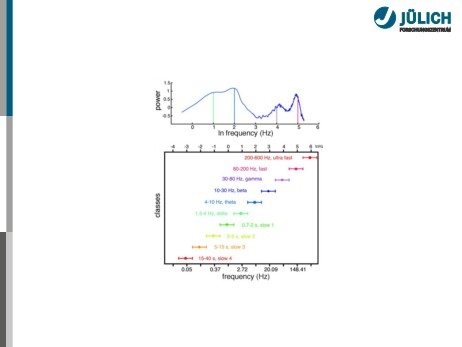 JÜLICH
FORSCHUNGSZENTRUM
1.5
1
0.5
0
-0.5
power
0 1 2 3 4 5 6
ln frequency (Hz)
-4 -3 -2 -1 0 1 2 3 4 5 6 (ln)
200-600 Hz, ultra fast
80-200 Hz, fast
30-80 Hz, gamma
10-30 Hz, beta
4-10 Hz, theta
1.5-4 Hz, delta
0.7-2 s, slow 1
2-5 s, slow 2
5-15 s, slow 3
15-40 s, slow 4
classes
0.05 0.37 2.72 20.09 148.41
frequency (Hz)